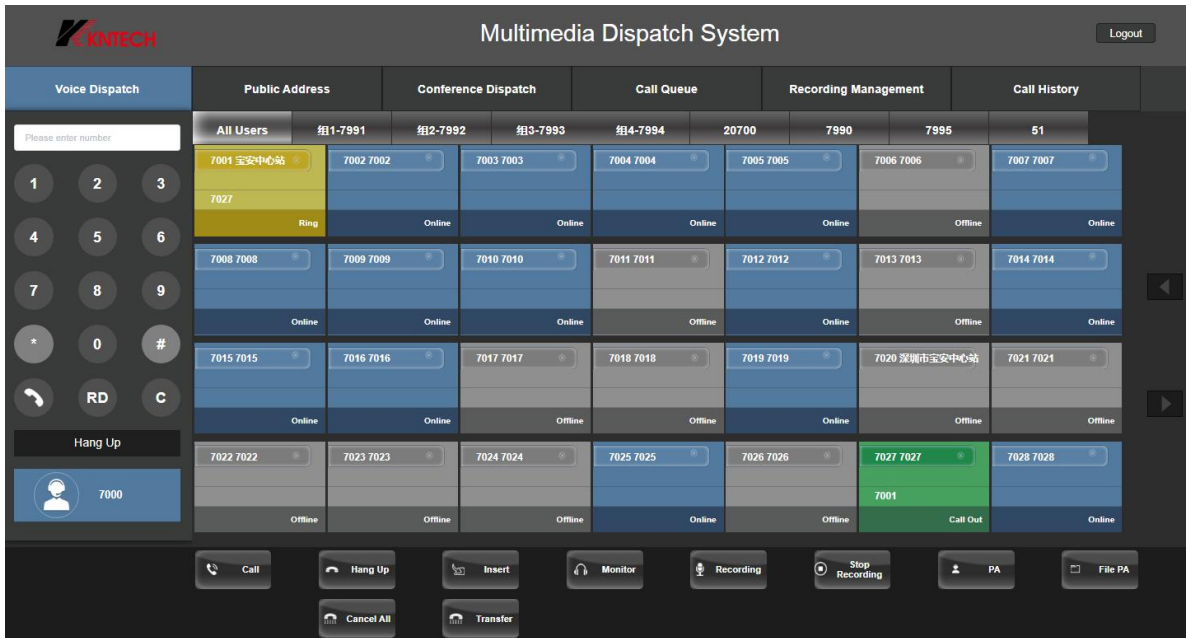 KNTECH
Multimedia Dispatch System
Logout
Voice Dispatch
Public Address
Conference Dispatch
Call Queue
Recording Management
Call History
Please enter number
1
2
3
4
5
6
7
8
9
*
0
#
RD
C
Hang Up
7000
All Users
组1-7991
组2-7992
组3-7993
组4-7994
20700
7990
7995
51
7001 宝安中心站
7027
Ring
7002 7002
Online
7003 7003
Online
7004 7004
Online
7005 7005
Online
7006 7006
Offline
7007 7007
Online
7008 7008
Online
7009 7009
Online
7010 7010
Online
7011 7011
Offline
7012 7012
Online
7013 7013
Offline
7014 7014
Online
7015 7015
Online
7016 7016
Online
7017 7017
Offline
7018 7018
Offline
7019 7019
Online
7020 深圳市宝安中心站
Offline
7021 7021
Offline
7022 7022
Offline
7023 7023
Offline
7024 7024
Offline
7025 7025
Online
7026 7026
Offline
7027 7027
7001
Call Out
7028 7028
Online
Call
Hang Up
Insert
Monitor
Recording
Stop
Recording
PA
File PA
Cancel All
Transfer